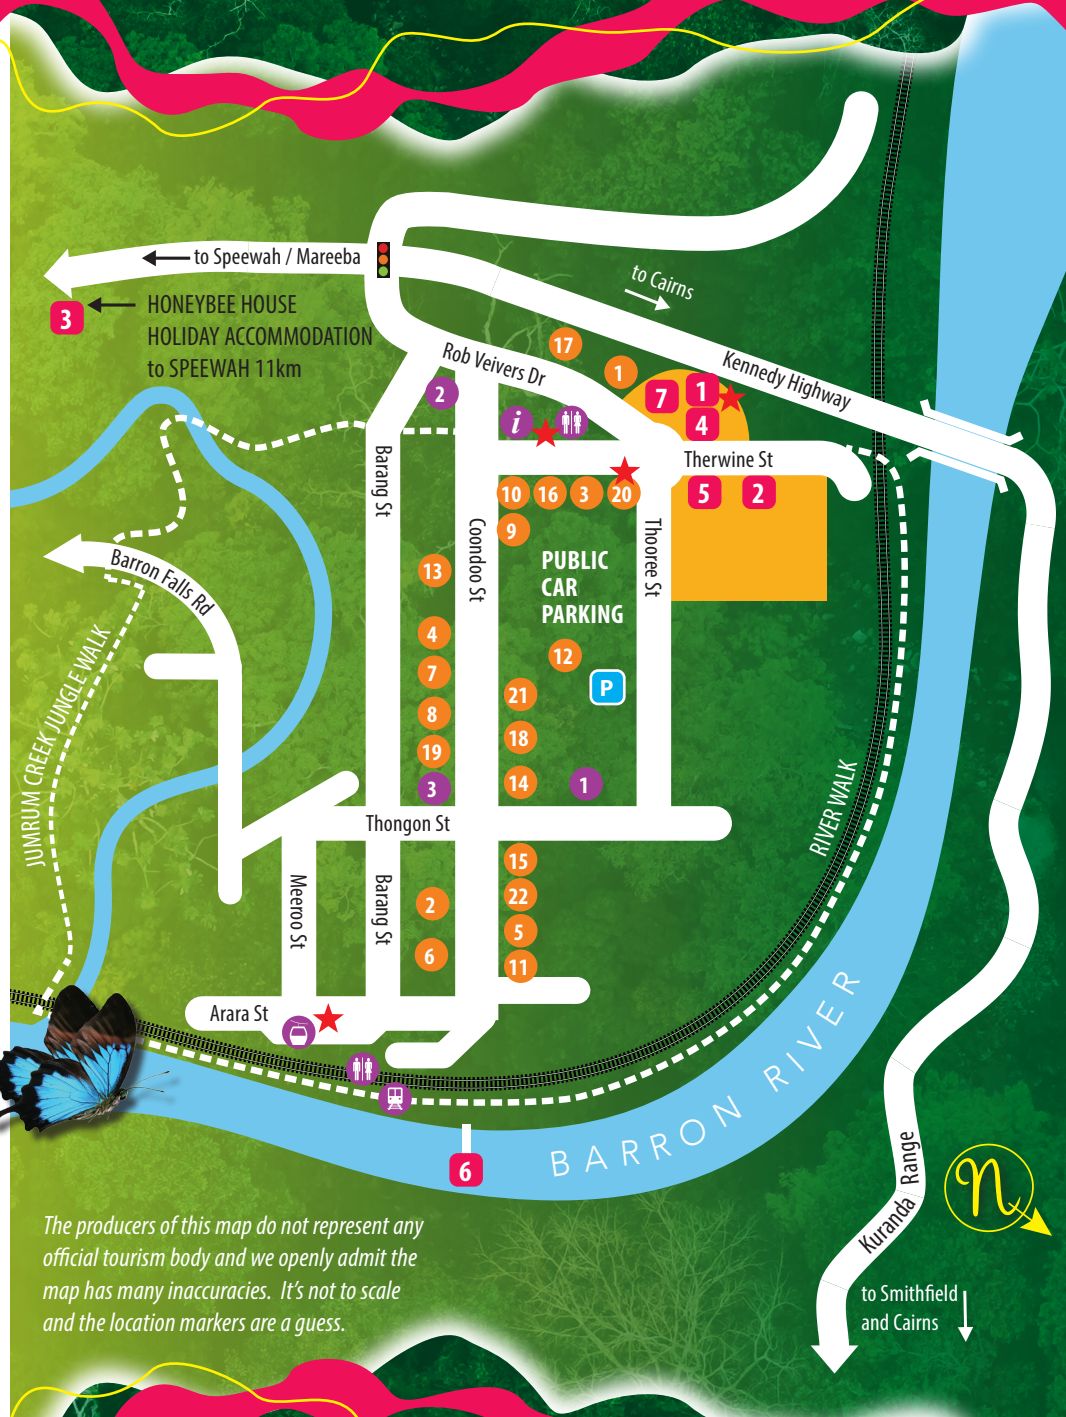 to Speewah / Mareeba
to Cairns
3
HONEYBEE HOUSE
HOLIDAY ACCOMMODATION
to SPEEWAH 11km
17
Rob Veivers Dr
1
Kennedy Highway
7
1
4
2
i
Therwine St
Barang St
10
16
3
20
5
2
9
Coondoo St
Thooree St
PUBLIC
CAR
PARKING
13
Barron Falls Rd
4
12
7
P
21
8
18
19
3
14
1
JUMRUM CREEK JUNGLE WALK
RIVER WALK
Thongon St
15
Meeroo St
Barang St
2
22
5
6
11
Arara St
BARRON RIVER
6
Kuranda Range
N
The producers of this map do not represent any
official tourism body and we openly admit the
map has many inaccuracies. It's not to scale
and the location markers are a guess.
to Smithfield
and Cairns